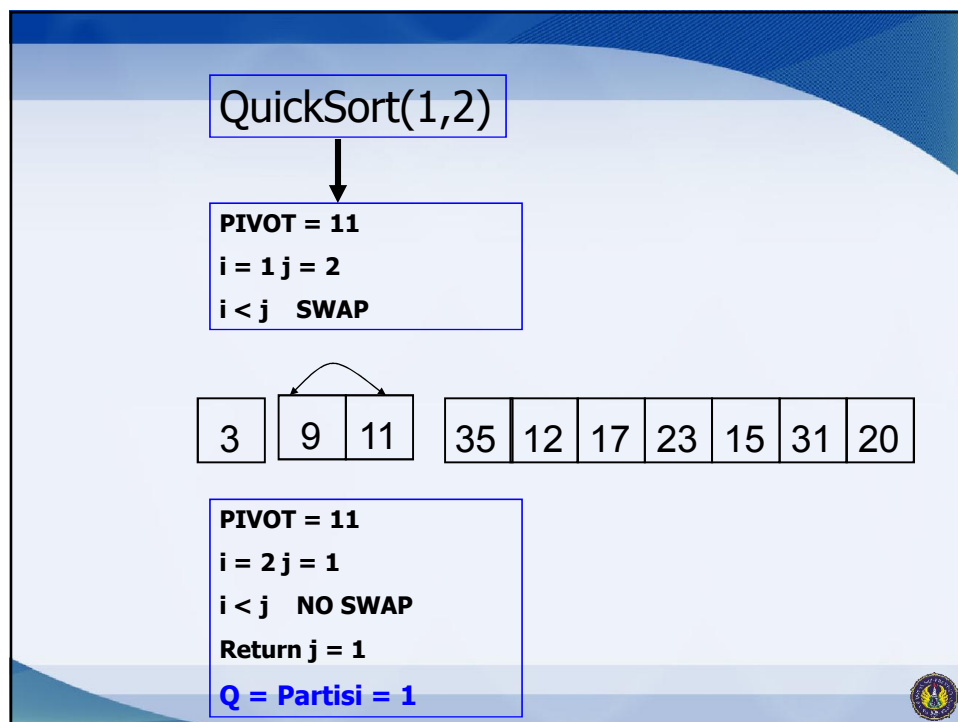 QuickSort(1,2)
PIVOT = 11
i = 1 j = 2
i < j SWAP
3 9 11 35 12 17 23 15 31 20
PIVOT = 11
i = 2 j = 1
i < j NO SWAP
Return j = 1
Q = Partisi = 1